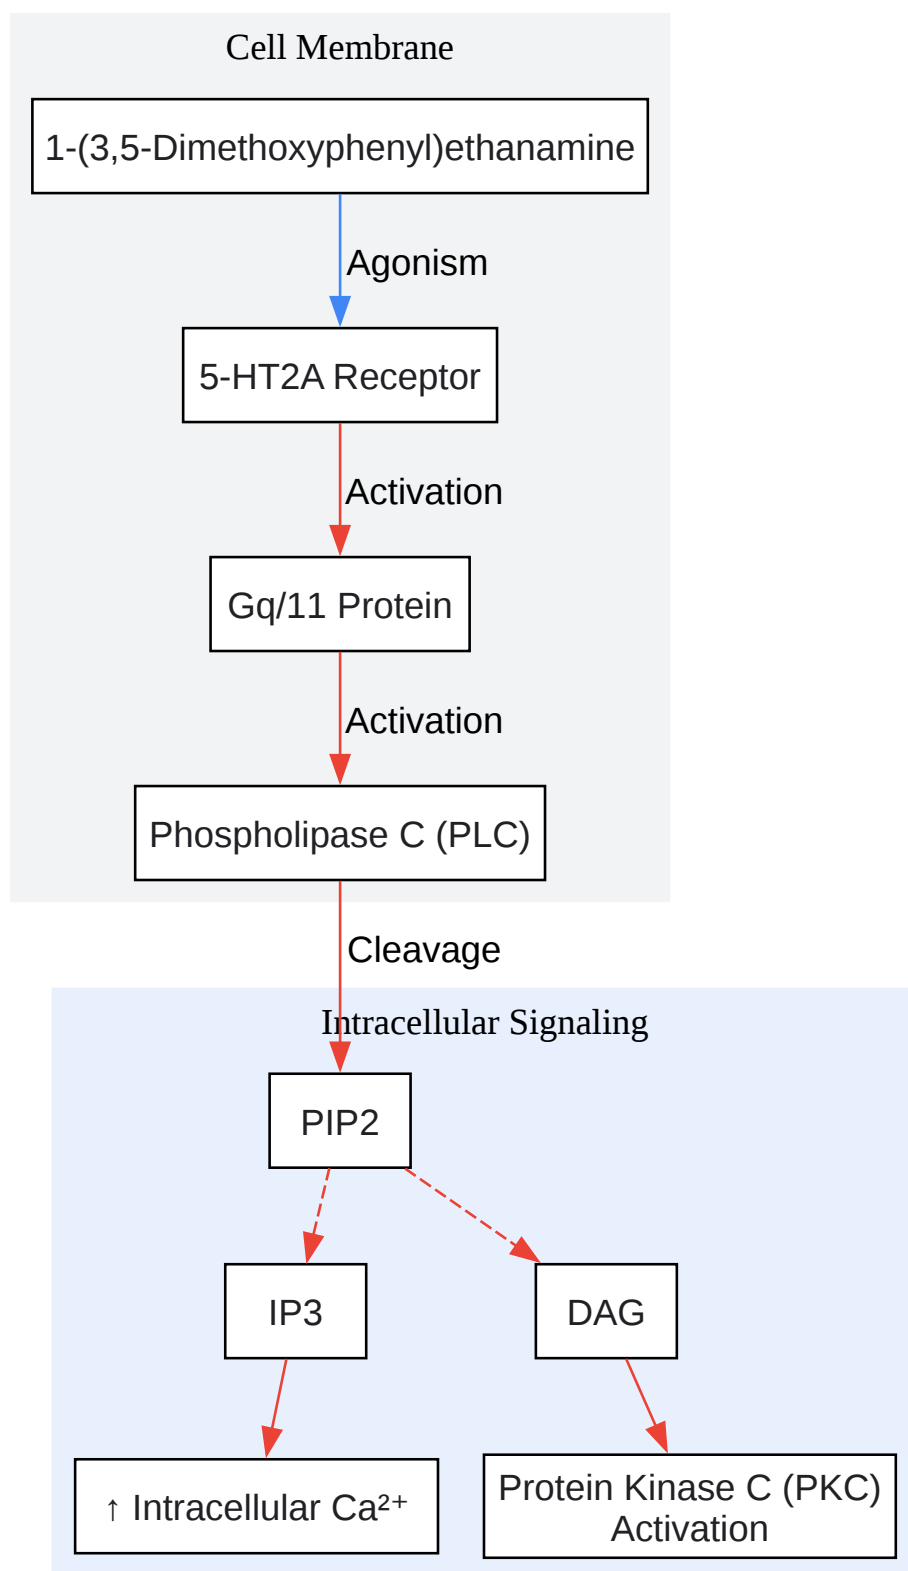 Cell Membrane
1-(3,5-Dimethoxyphenyl)ethanamine
Agonism
5-HT2A Receptor
Activation
Gq/11 Protein
Activation
Phospholipase C (PLC)
Cleavage
Intracellular Signaling
PIP2
IP3
DAG
↑ Intracellular Ca²⁺
Protein Kinase C (PKC)
Activation